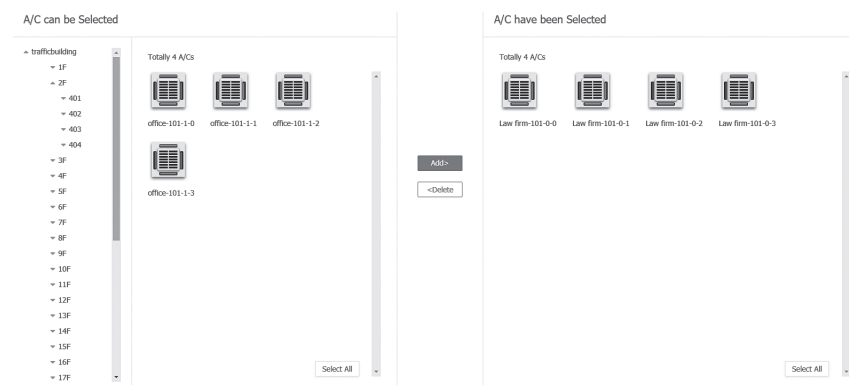 A/C can be Selected
trafficbuilding
1F
2F
401
402
403
404
3F
4F
5F
6F
7F
8F
9F
10F
11F
12F
13F
14F
15F
16F
17F
Totally 4 A/Cs
office-101-1-0 office-101-1-1 office-101-1-2
office-101-1-3
Select All
Add>
<Delete
A/C have been Selected
Totally 4 A/Cs
Law firm-101-0-0 Law firm-101-0-1 Law firm-101-0-2 Law firm-101-0-3
Select All